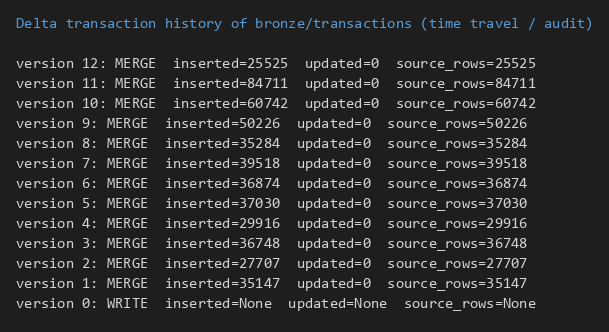 Delta transaction history of bronze/transactions (time travel / audit)
version 12: MERGE  inserted=25525  updated=0  source_rows=25525
version 11: MERGE  inserted=84711  updated=0  source_rows=84711
version 10: MERGE  inserted=60742  updated=0  source_rows=60742
version 9: MERGE  inserted=50226  updated=0  source_rows=50226
version 8: MERGE  inserted=35284  updated=0  source_rows=35284
version 7: MERGE  inserted=39518  updated=0  source_rows=39518
version 6: MERGE  inserted=36874  updated=0  source_rows=36874
version 5: MERGE  inserted=37030  updated=0  source_rows=37030
version 4: MERGE  inserted=29916  updated=0  source_rows=29916
version 3: MERGE  inserted=36748  updated=0  source_rows=36748
version 2: MERGE  inserted=27707  updated=0  source_rows=27707
version 1: MERGE  inserted=35147  updated=0  source_rows=35147
version 0: WRITE  inserted=None  updated=None  source_rows=None